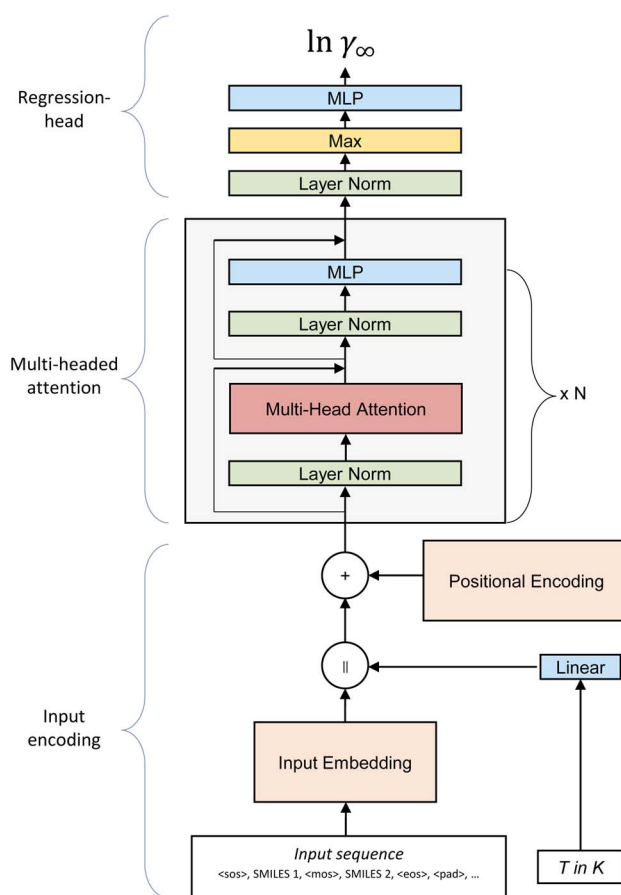 ln γ∞
Regression-
head
MLP
Max
Layer Norm
MLP
Layer Norm
Multi-headed
attention
Multi-Head Attention
x N
Layer Norm
+
Positional Encoding
||
Linear
Input
encoding
Input Embedding
Input sequence
<sos>, SMILES 1, <mos>, SMILES 2, <eos>, <pad>, ...
T in K